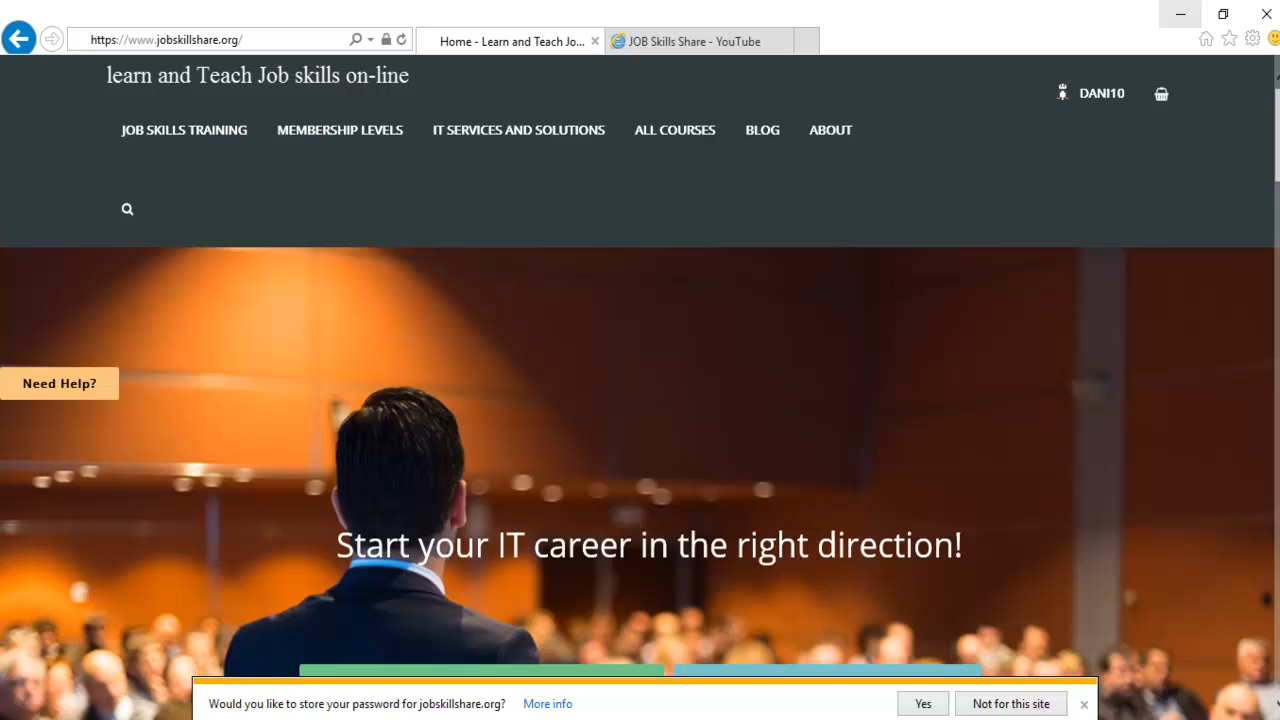 https://www.jobskillshare.org/
Home - Learn and Teach Jo...
JOB Skills Share - YouTube
learn and Teach Job skills on-line
DANI10
JOB SKILLS TRAINING
MEMBERSHIP LEVELS
IT SERVICES AND SOLUTIONS
ALL COURSES
BLOG
ABOUT
Need Help?
Start your IT career in the right direction!
Would you like to store your password for jobskillshare.org?
More info
Yes
Not for this site